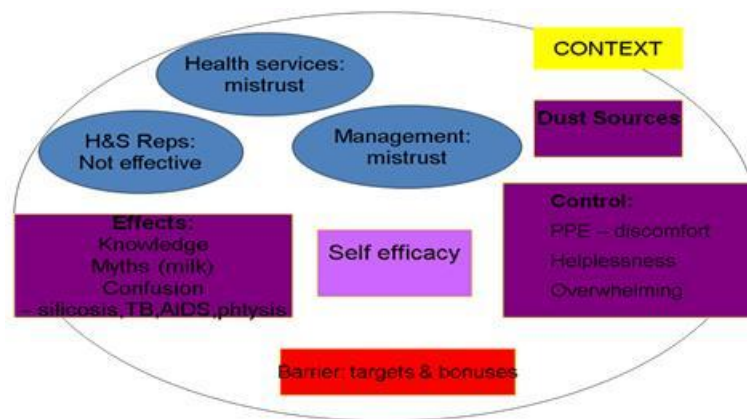 CONTEXT
Health services:
mistrust
Dust Sources
H&S Reps:
Not effective
Management:
mistrust
Effects:
Knowledge
Myths (milk)
Confusion
- silicosis,TB,AIDS,phtysis
Self efficacy
Control:
PPE – discomfort
Helplessness
Overwhelming
Barrier: targets & bonuses